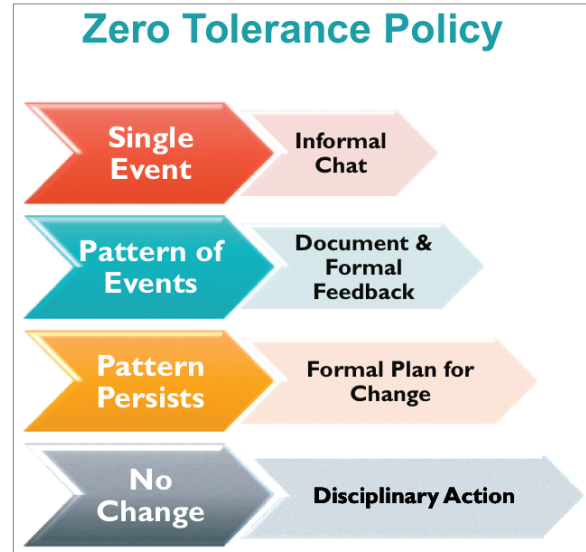 Zero Tolerance Policy
Single
Event
Informal
Chat
Pattern of
Events
Document &
Formal
Feedback
Pattern
Persists
Formal Plan for
Change
No
Change
Disciplinary Action